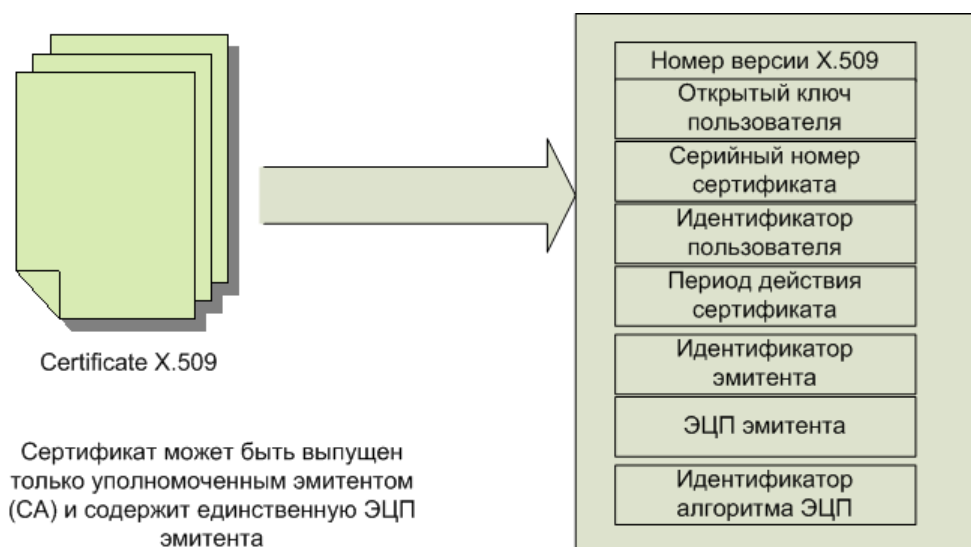 Certificate X.509
Сертификат может быть выпущен
только уполномоченным эмитентом
(CA) и содержит единственную ЭЦП
эмитента
Номер версии X.509
Открытый ключ
пользователя
Серийный номер
сертификата
Идентификатор
пользователя
Период действия
сертификата
Идентификатор
эмитента
ЭЦП эмитента
Идентификатор
алгоритма ЭЦП